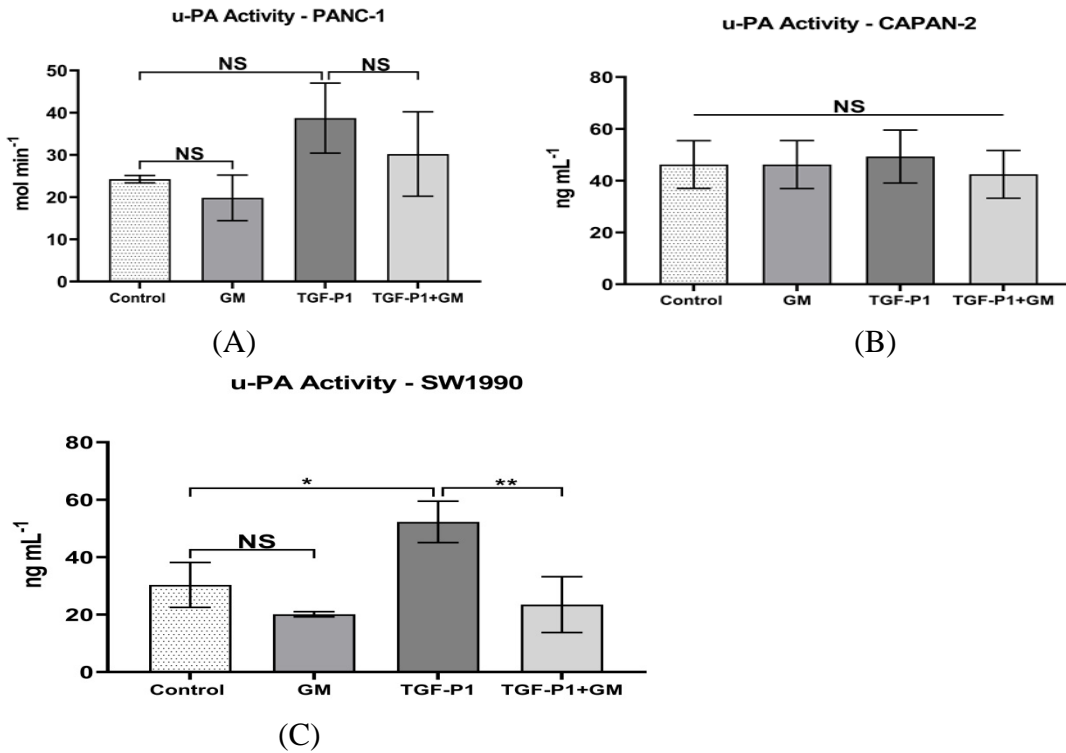 u-PA Activity - PANC-1
mol min⁻¹
50
40
30
20
10
0
NS
NS
NS
Control GM TGF-P1 TGF-P1+GM
(A)
u-PA Activity - CAPAN-2
ng mL⁻¹
80
60
40
20
0
NS
Control GM TGF-P1 TGF-P1+GM
(B)
u-PA Activity - SW1990
ng mL⁻¹
80
60
40
20
0
*
**
NS
Control GM TGF-P1 TGF-P1+GM
(C)